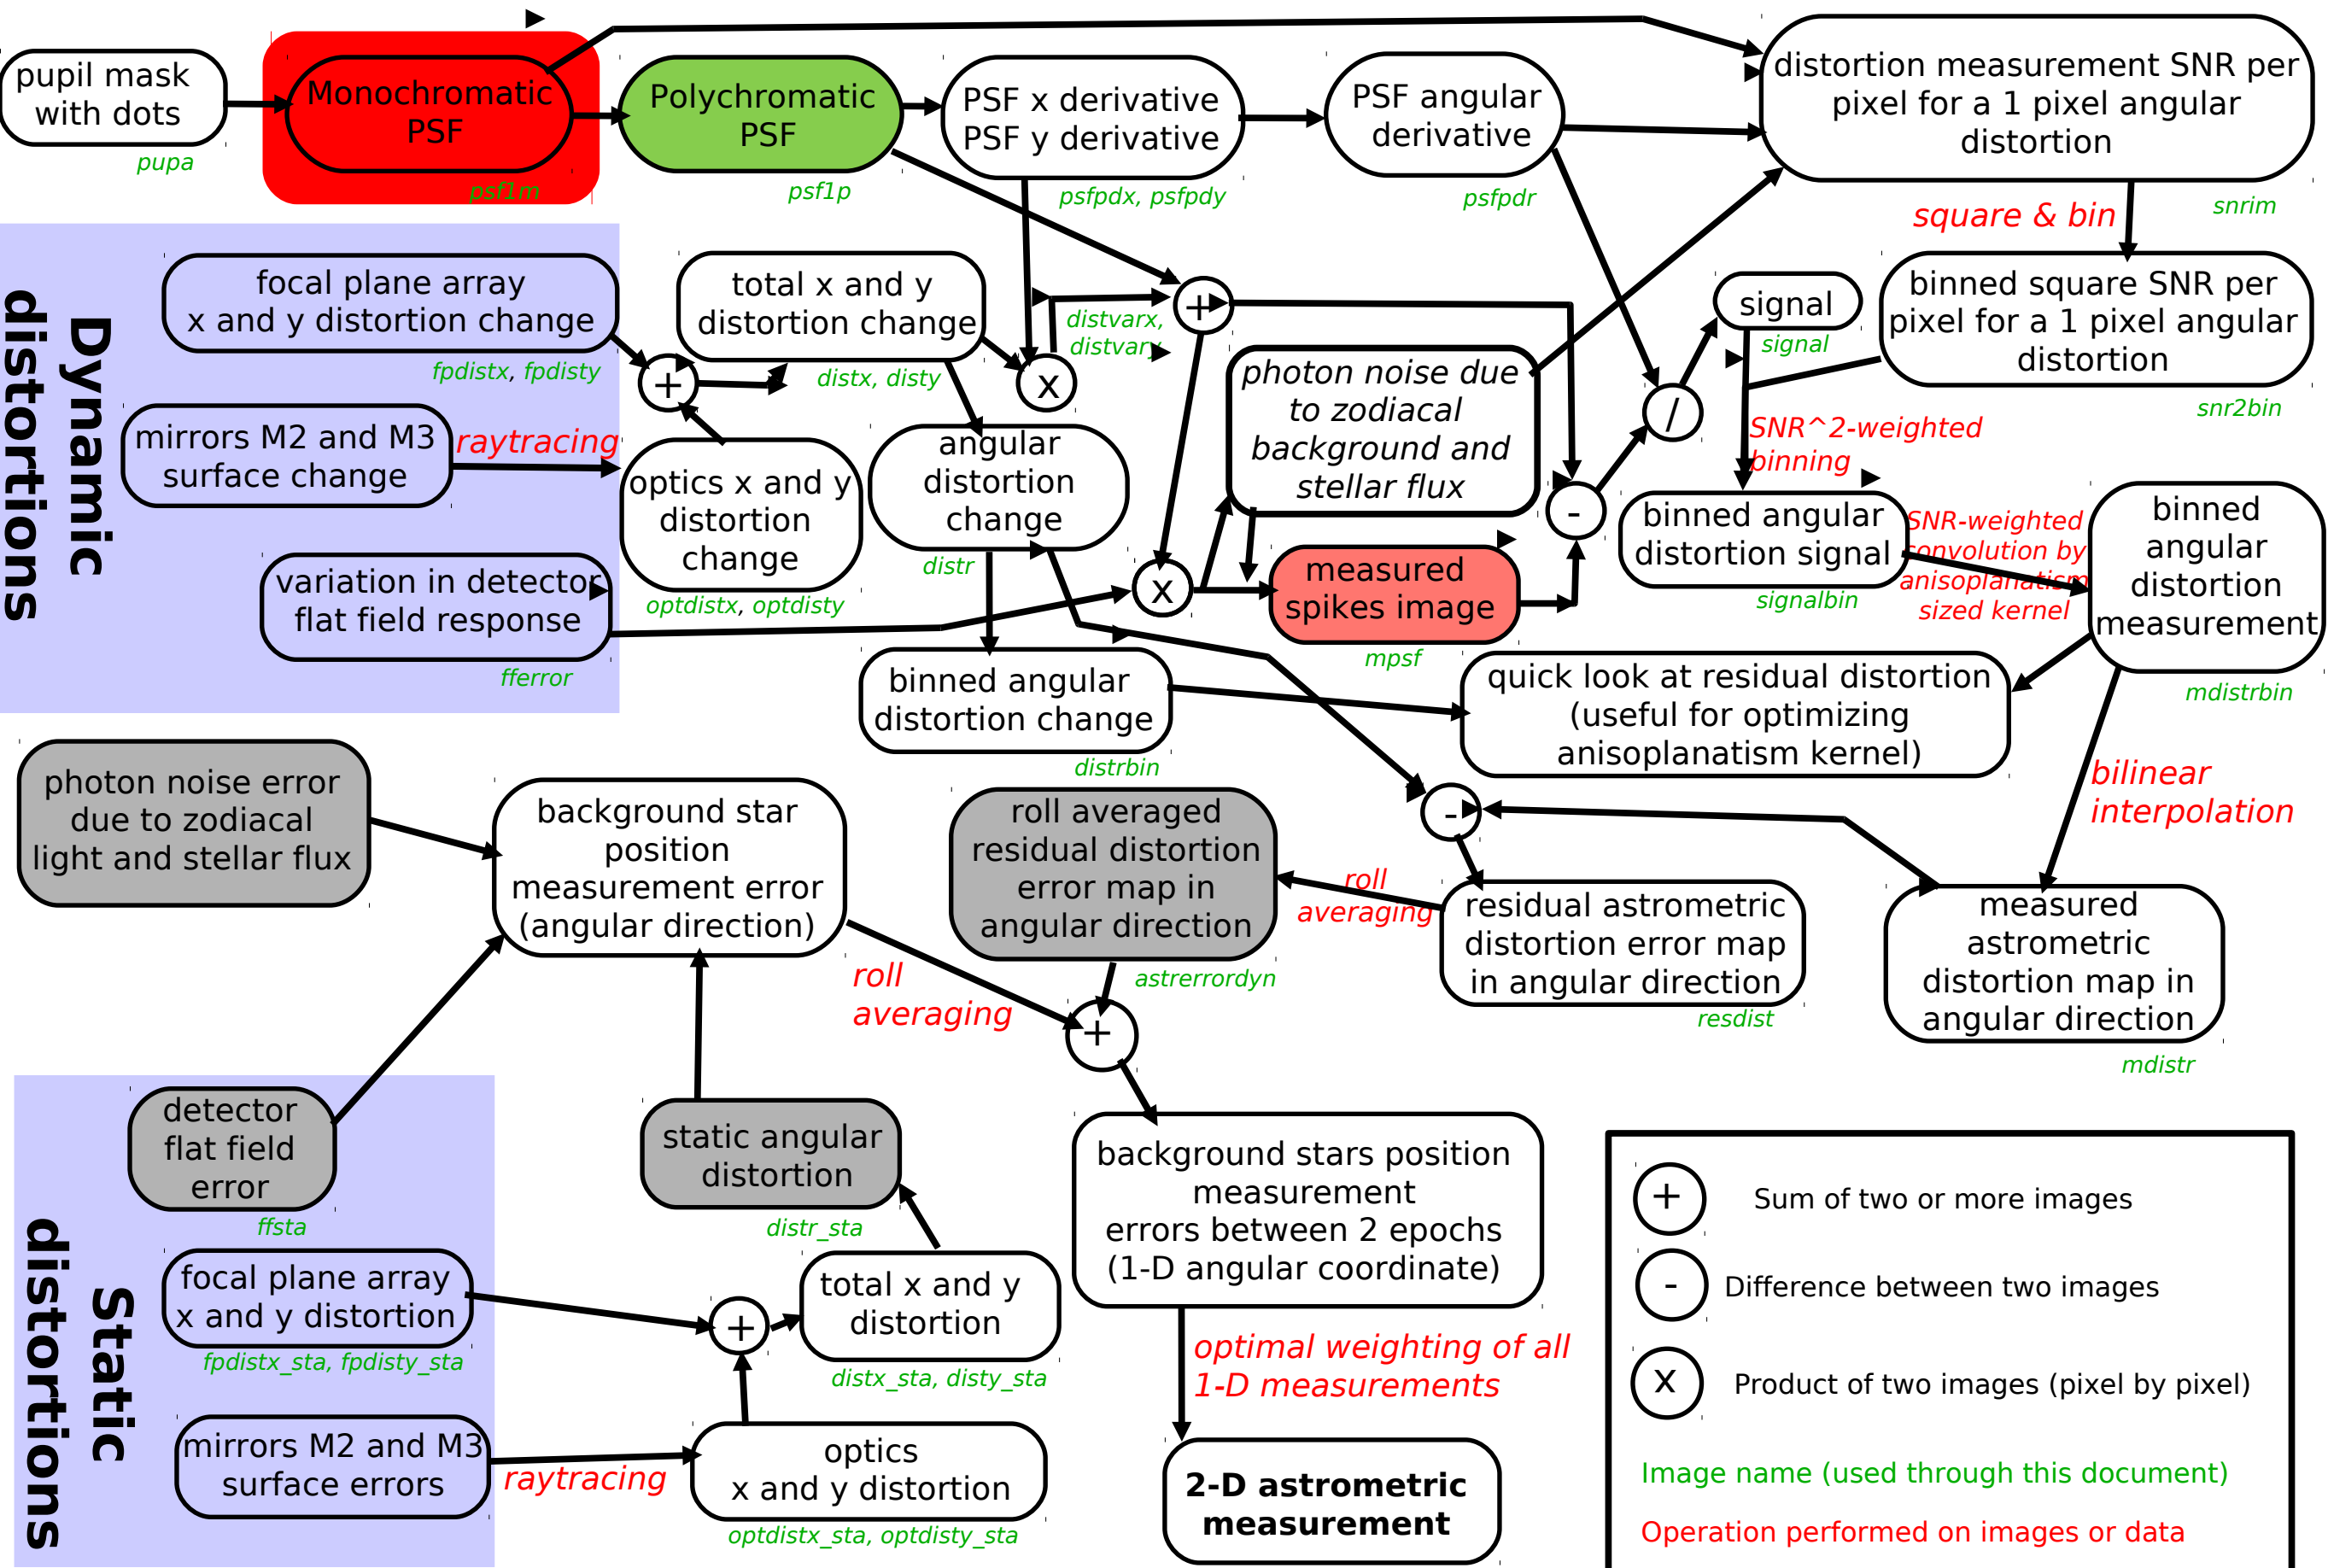 pupil mask
with dots
pupa
Monochromatic
PSF
psf1m
Polychromatic
PSF
psf1p
PSF x derivative
PSF y derivative
psfpdx, psfpdy
PSF angular
derivative
psfpdr
distortion measurement SNR per
pixel for a 1 pixel angular
distortion
snrim
square & bin
Dynamic
distortions
focal plane array
x and y distortion change
fpdistx, fpdisty
mirrors M2 and M3
surface change
raytracing
variation in detector
flat field response
fferror
+
total x and y
distortion change
distx, disty
optics x and y
distortion
change
optdistx, optdisty
x
distvarx,
distvary
+
angular
distortion
change
distr
x
photon noise due
to zodiacal
background and
stellar flux
measured
spikes image
mpsf
-
/
signal
signal
binned square SNR per
pixel for a 1 pixel angular
distortion
snr2bin
SNR^2-weighted
binning
binned angular
distortion signal
signalbin
SNR-weighted
convolution by
anisoplanatism
sized kernel
binned
angular
distortion
measurement
mdistrbin
binned angular
distortion change
distrbin
quick look at residual distortion
(useful for optimizing
anisoplanatism kernel)
bilinear
interpolation
photon noise error
due to zodiacal
light and stellar flux
background star
position
measurement error
(angular direction)
roll
averaging
roll averaged
residual distortion
error map in
angular direction
astrerrordyn
roll
averaging
-
residual astrometric
distortion error map
in angular direction
resdist
measured
astrometric
distortion map in
angular direction
mdistr
+
Static
distortions
detector
flat field
error
ffsta
focal plane array
x and y distortion
fpdistx_sta, fpdisty_sta
mirrors M2 and M3
surface errors
raytracing
static angular
distortion
distr_sta
+
total x and y
distortion
distx_sta, disty_sta
optics
x and y distortion
optdistx_sta, optdisty_sta
background stars position
measurement
errors between 2 epochs
(1-D angular coordinate)
optimal weighting of all
1-D measurements
2-D astrometric
measurement
+ Sum of two or more images
- Difference between two images
x Product of two images (pixel by pixel)
Image name (used through this document)
Operation performed on images or data